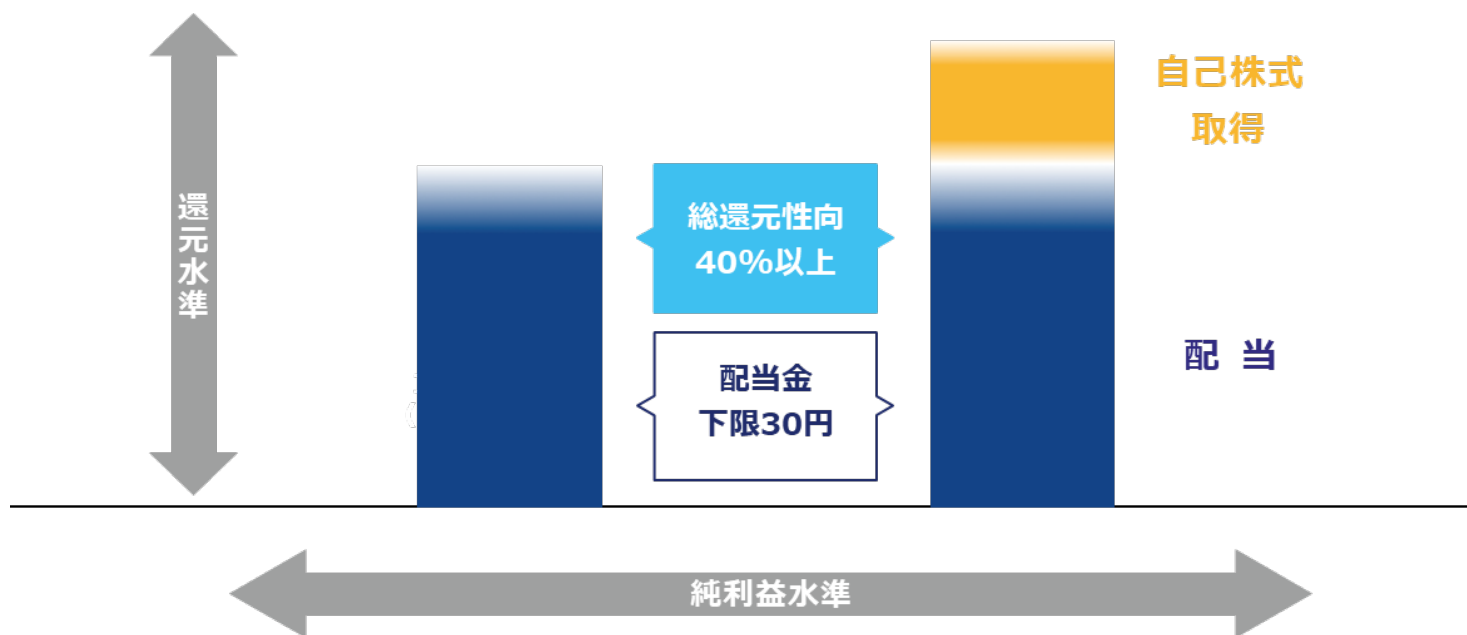 自己株式
取得
還元水準
総還元性向
40%以上
配当
配当金
下限30円
純利益水準